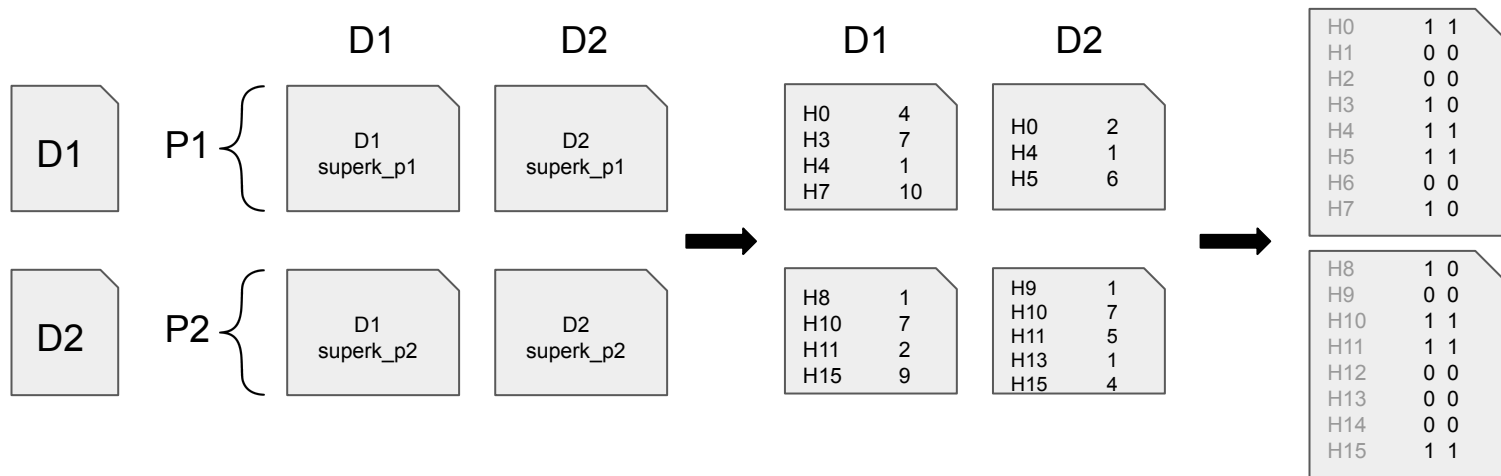 D1 D2 D1 D2
D1
P1
D1
superk_p1
D2
superk_p1
H0 4
H3 7
H4 1
H7 10
H0 2
H4 1
H5 6
H0 1 1
H1 0 0
H2 0 0
H3 1 0
H4 1 1
H5 1 1
H6 0 0
H7 1 0
D2
P2
D1
superk_p2
D2
superk_p2
H8 1
H10 7
H11 2
H15 9
H9 1
H10 7
H11 5
H13 1
H15 4
H8 1 0
H9 0 0
H10 1 1
H11 1 1
H12 0 0
H13 0 0
H14 0 0
H15 1 1